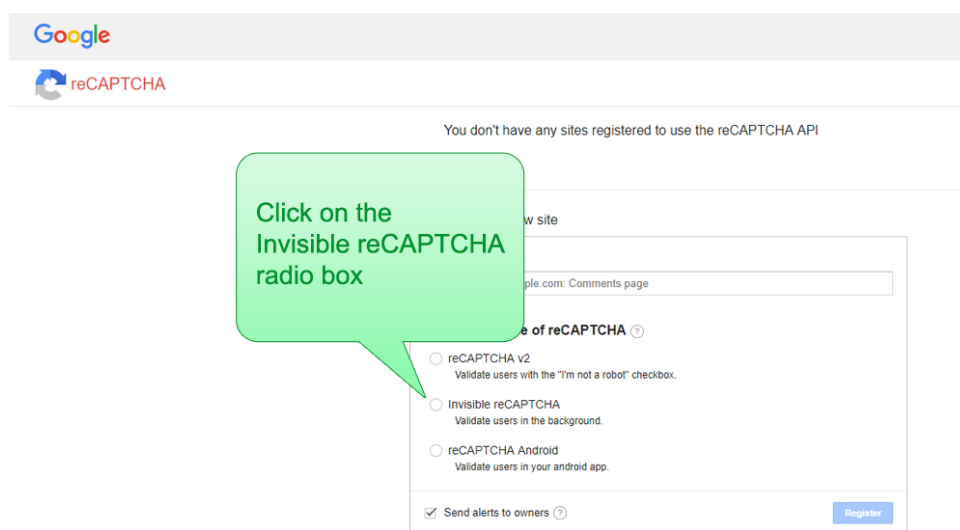 Google
reCAPTCHA
You don't have any sites registered to use the reCAPTCHA API
Click on the
Invisible reCAPTCHA
radio box
site
Comments page
of reCAPTCHA ?
reCAPTCHA v2
Validate users with the "I'm not a robot" checkbox.
Invisible reCAPTCHA
Validate users in the background.
reCAPTCHA Android
Validate users in your android app.
Send alerts to owners ?
Register